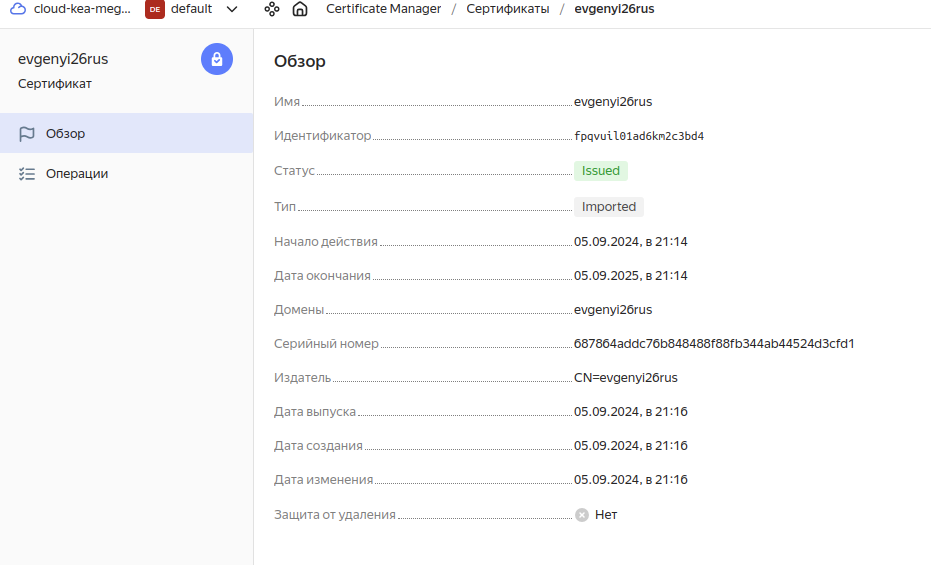 cloud-kea-meg... DE default Certificate Manager / Сертификаты / evgenyi26rus
evgenyi26rus
Сертификат
Обзор
Операции
Обзор
Имя evgenyi26rus
Идентификатор fpqvuil01ad6km2c3bd4
Статус Issued
Тип Imported
Начало действия 05.09.2024, в 21:14
Дата окончания 05.09.2025, в 21:14
Домены evgenyi26rus
Серийный номер 687864addc76b848488f88fb344ab44524d3cfd1
Издатель CN=evgenyi26rus
Дата выпуска 05.09.2024, в 21:16
Дата создания 05.09.2024, в 21:16
Дата изменения 05.09.2024, в 21:16
Защита от удаления Нет